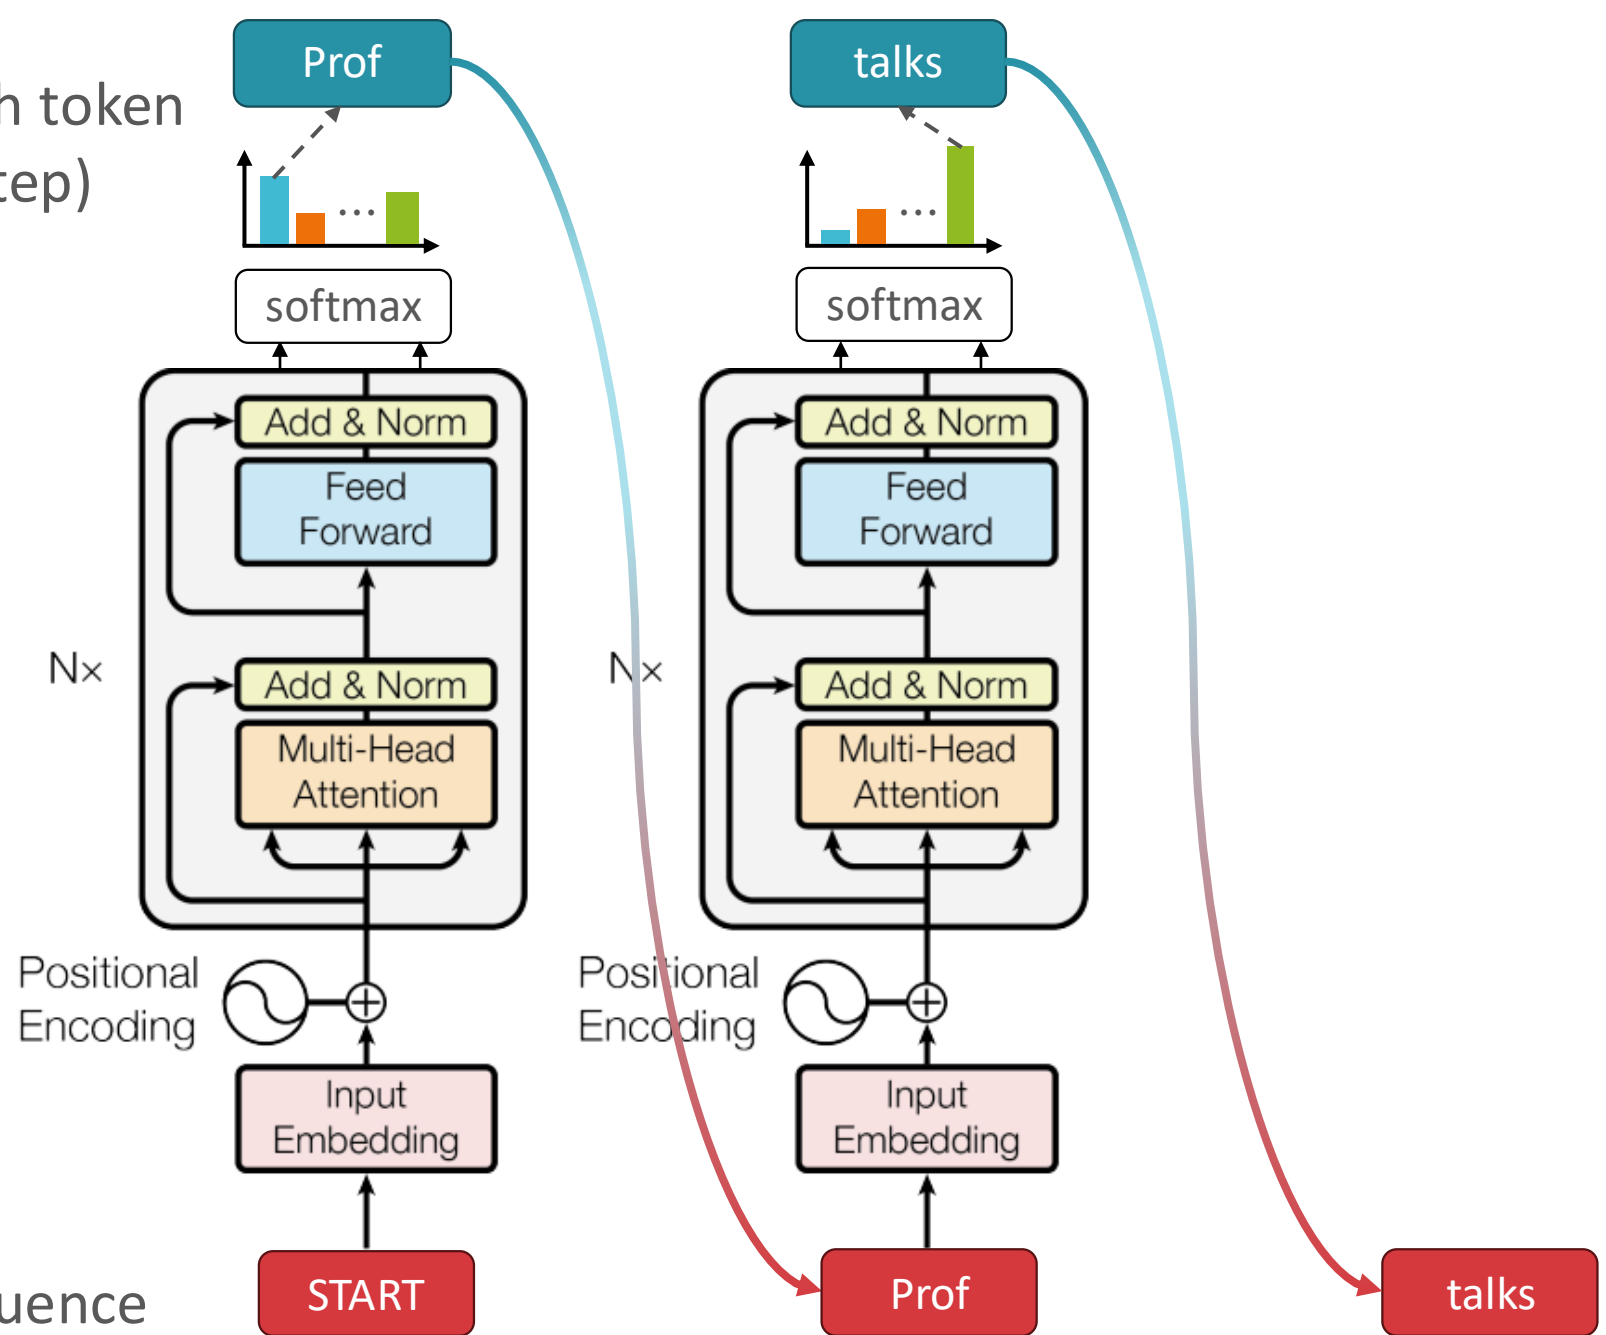 Prof
talks
h token
tep)
...
...
softmax
softmax
Add & Norm
Feed
Forward
Nx
Add & Norm
Multi-Head
Attention
Positional
Encoding
Input
Embedding
START
Add & Norm
Feed
Forward
Nx
Add & Norm
Multi-Head
Attention
Positional
Encoding
Input
Embedding
Prof
talks
uence